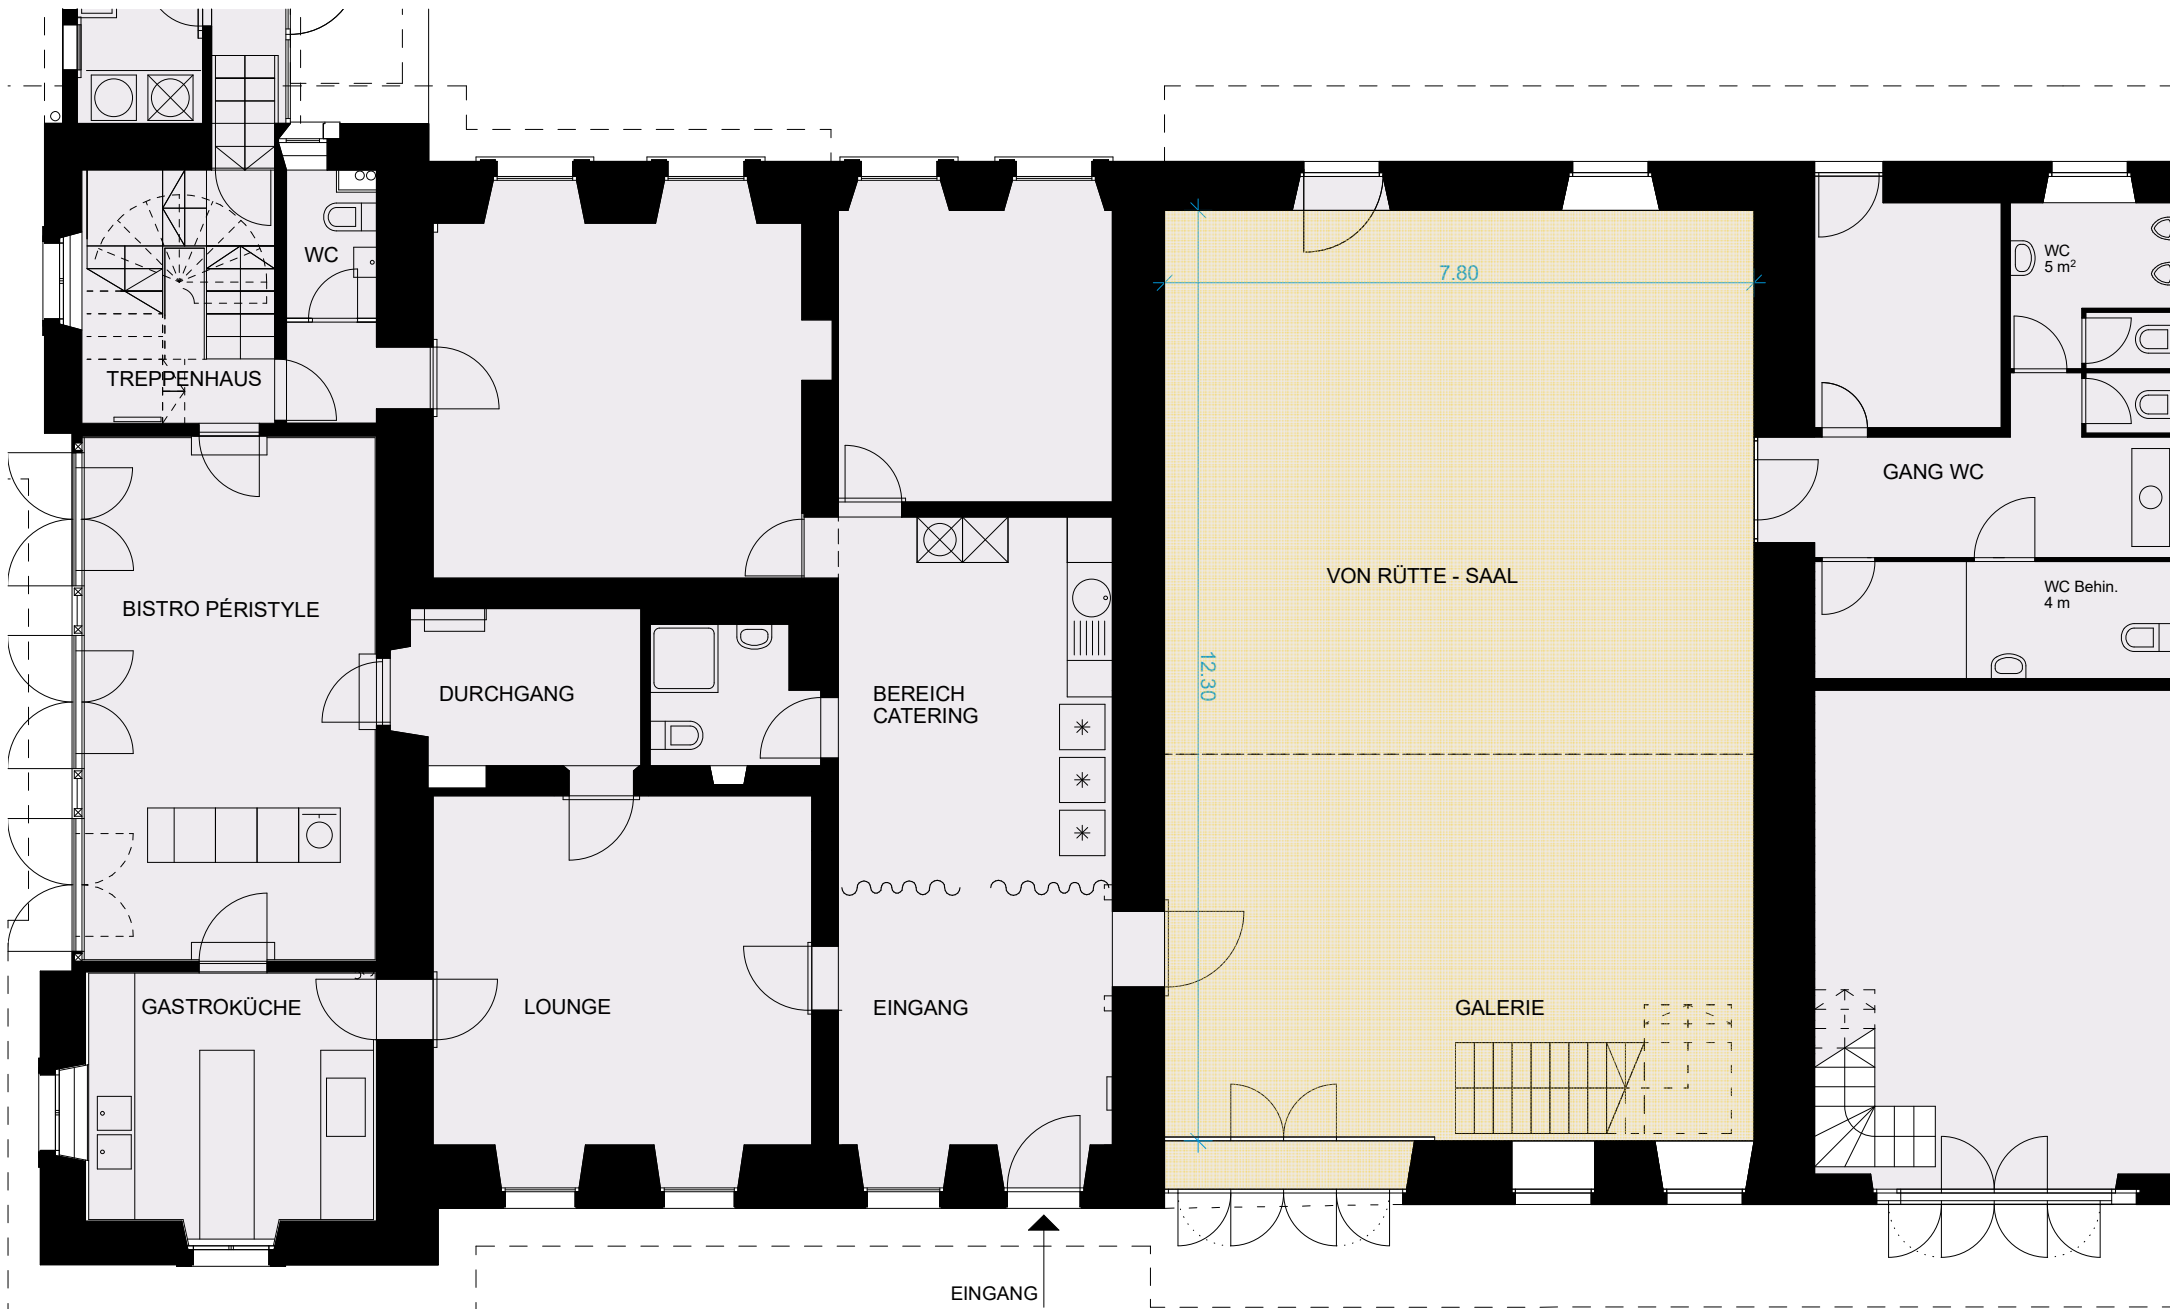 WC
TREPPENHAUS
BISTRO PÉRISTYLE
DURCHGANG
GASTROKÜCHE
LOUNGE
BEREICH
CATERING
EINGANG
EINGANG
7.80
12.30
VON RÜTTE - SAAL
GALERIE
WC
5 m²
GANG WC
WC Behin.
4 m